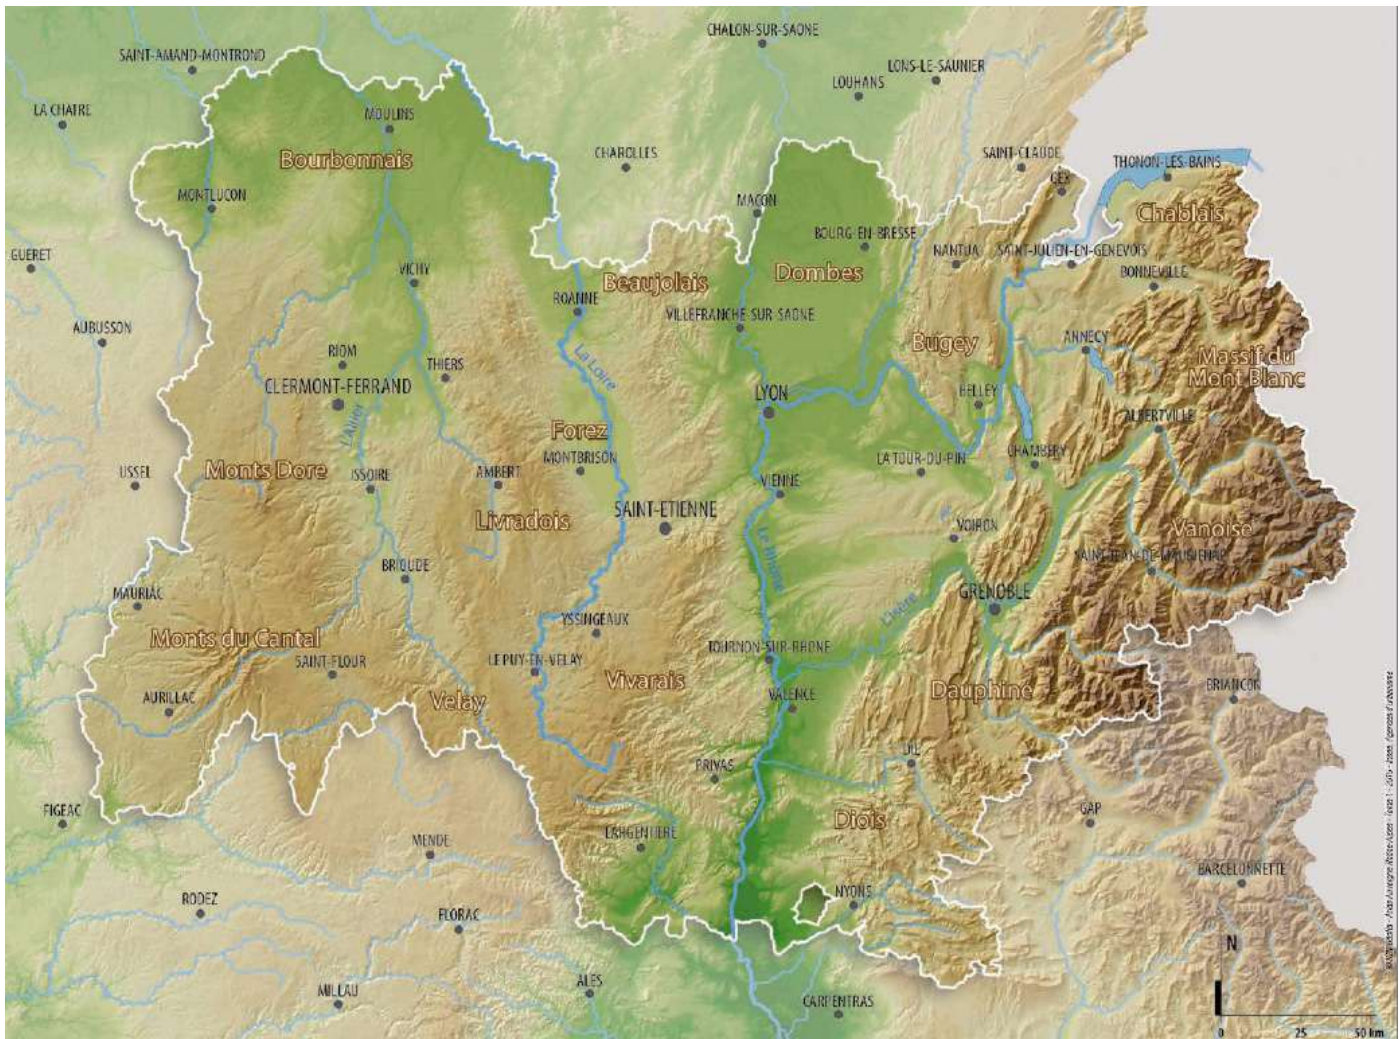 CHALON-SUR-SAONE
SAINT-AMAND-MONTROND
LONS-LE-SAUNIER
LOUHANS
LA CHATRE
MOULINS
CHAROLLES
SAINT-CLAUDE
THONON-LES-BAINS
Bourbonnais
GEX
MONTLUCON
MACON
Chablais
BOURG-EN-BRESSE
NANTUA
SAINT-JULIEN-EN-GENEVOIS
GUERET
VICHY
Beaujolais
Dombes
BONNEVILLE
ROANNE
VILLEFRANCHE-SUR-SAONE
AUBUSSON
Bugey
ANNECY
RIOM
La Loire
THIERS
Massif du
Mont Blanc
CLERMONT-FERRAND
LYON
BELLEY
L'Allier
ALBERTVILLE
Forez
MONTBRISON
LA TOUR-DU-PIN
CHAMBERY
USSEL
Monts Dore
ISSOIRE
AMBERT
VIENNE
SAINT-ETIENNE
Livradois
VOIRON
Vanoise
Le Rhône
SAINT-JEAN-DE-MAURIENNE
BRIOUDE
MAURIAC
GRENOBLE
L'Isère
YSSINGEAUX
Monts du Cantal
TOURNON-SUR-RHONE
SAINT-FLOUR
LE PUY-EN-VELAY
Vivarais
BRIANCON
AURILLAC
Velay
VALENCE
Dauphiné
DIE
PRIVAS
FIGEAC
GAP
LARGENTIERE
Diois
MENDE
BARCELONNETTE
RODEZ
NYONS
FLORAC
N
ALES
MILLAU
CARPENTRAS
0 25 50 km